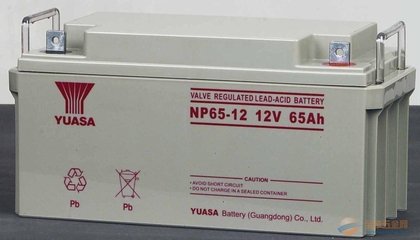 VALVE REGULATED LEAD-ACID BATTERY
YUASA
NP65-12 12V 65Ah
CAUTION
• AVOID SHORT CIRCUIT
• DO NOT CHARGE IN A SEALED CONTAINER
Pb
Pb
YUASA Battery (Guangdong) Co., Ltd.